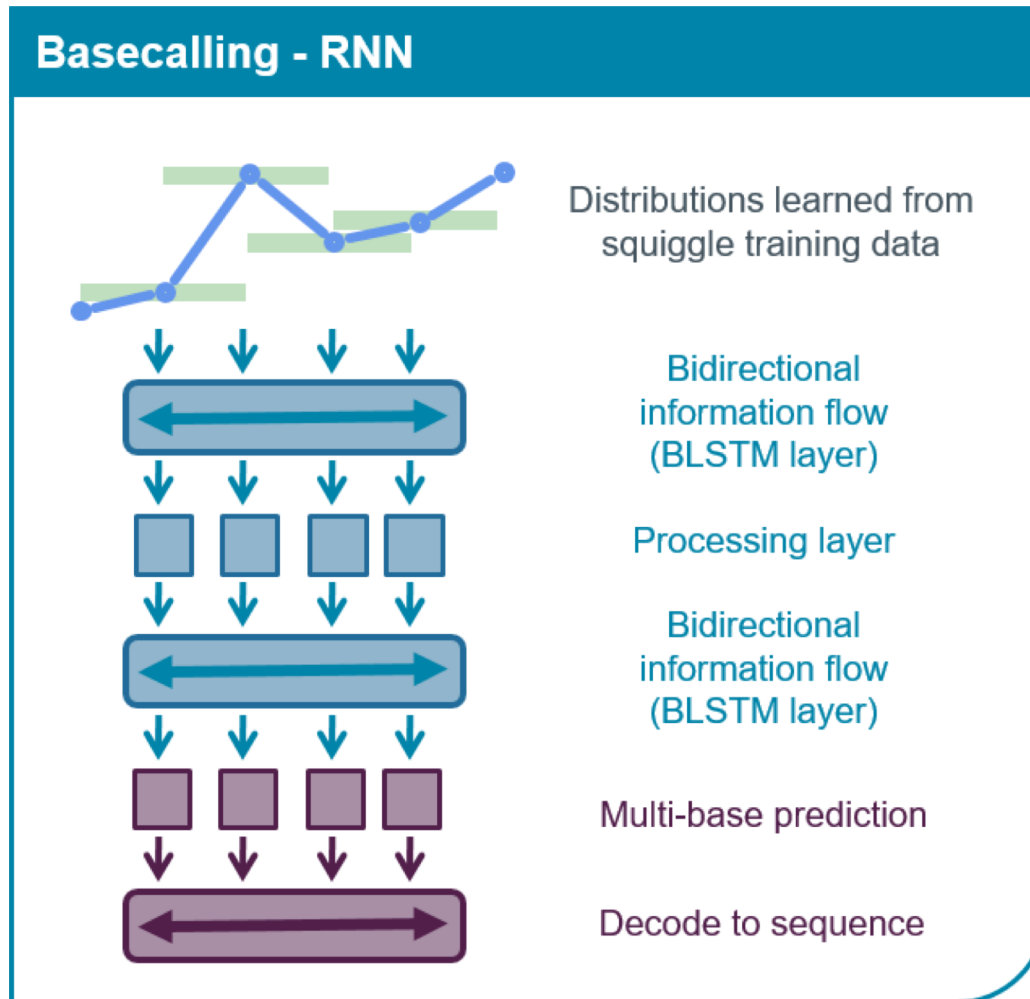 Basecalling - RNN
Distributions learned from
squiggle training data
Bidirectional
information flow
(BLSTM layer)
Processing layer
Bidirectional
information flow
(BLSTM layer)
Multi-base prediction
Decode to sequence